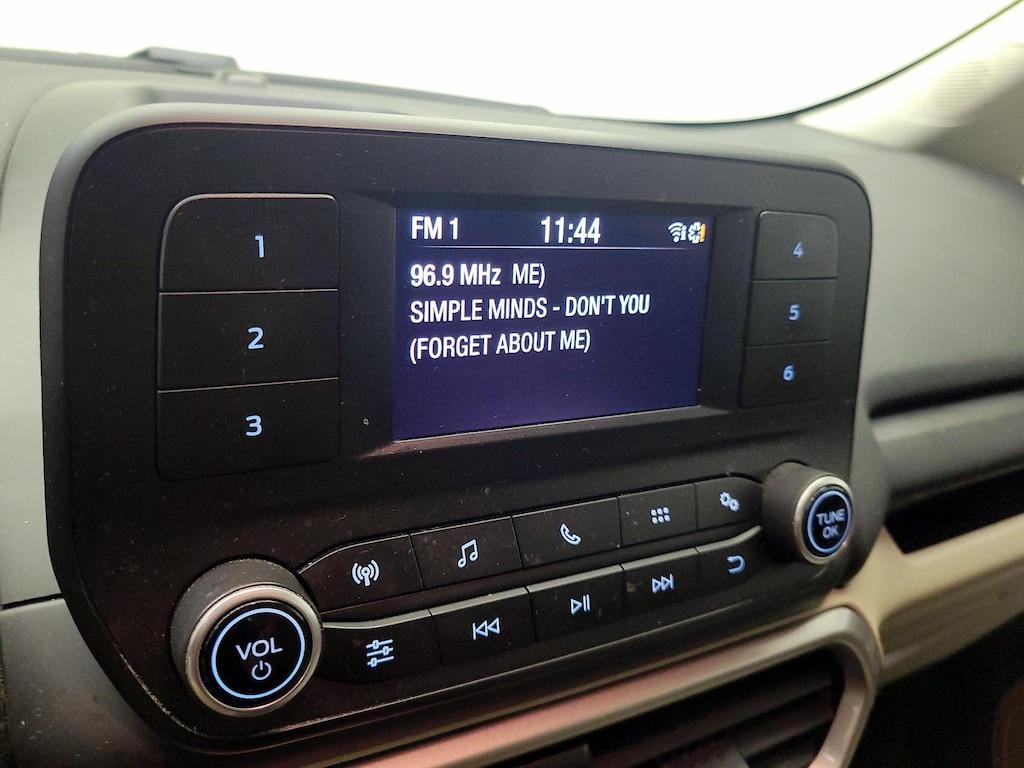 FM 1 11:44
96.9 MHz ME)
SIMPLE MINDS - DON'T YOU
(FORGET ABOUT ME)
1
2
3
4
5
6
VOL
TUNE
OK